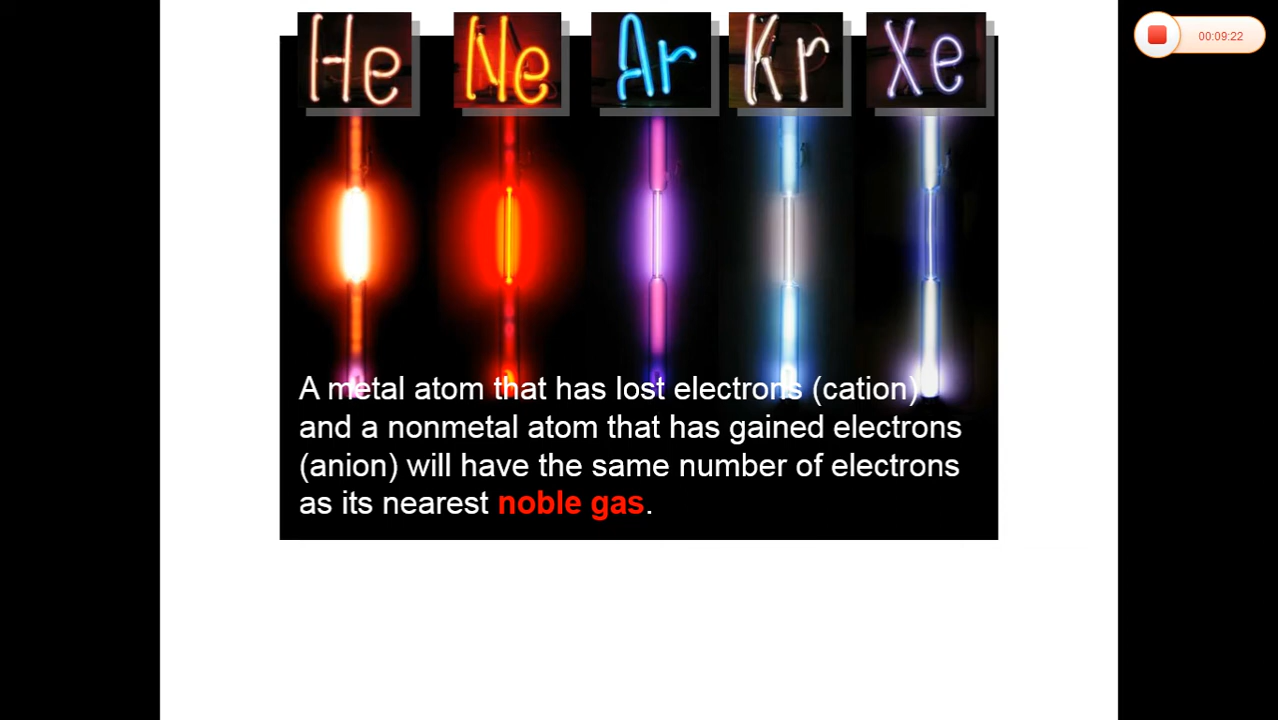 He Ne Ar Kr Xe
00:09:22
A metal atom that has lost electrons (cation)
and a nonmetal atom that has gained electrons
(anion) will have the same number of electrons
as its nearest noble gas.